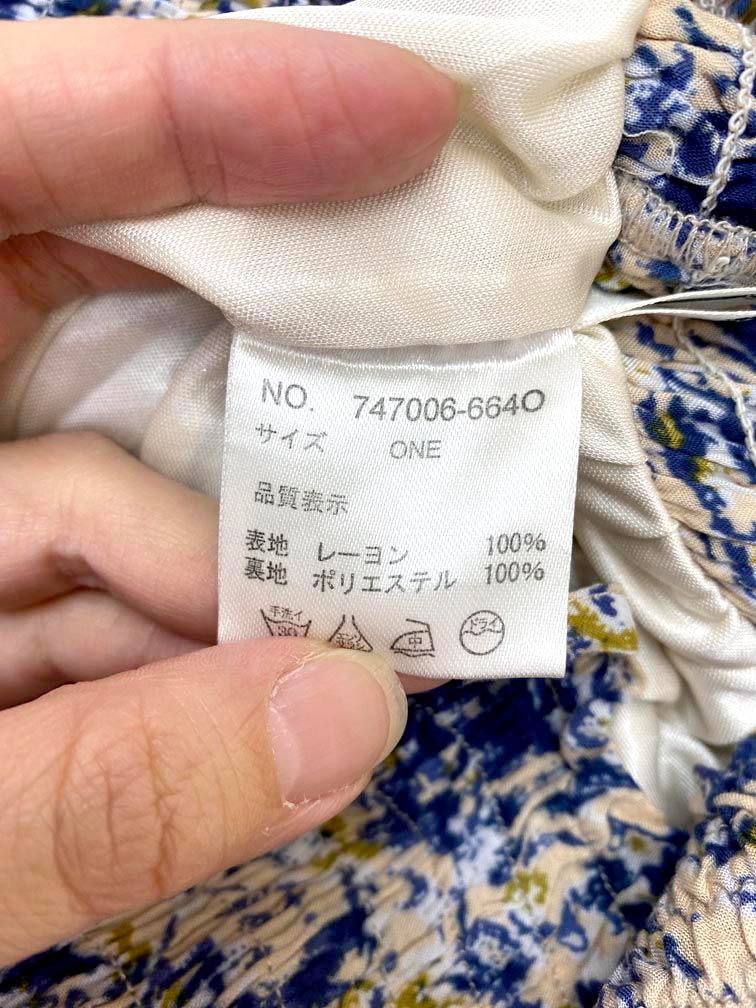 NO. 747006-6640
サイズ ONE
品質表示
表地 レーヨン 100%
裏地 ポリエステル 100%
手洗イ 30 中 ドライ